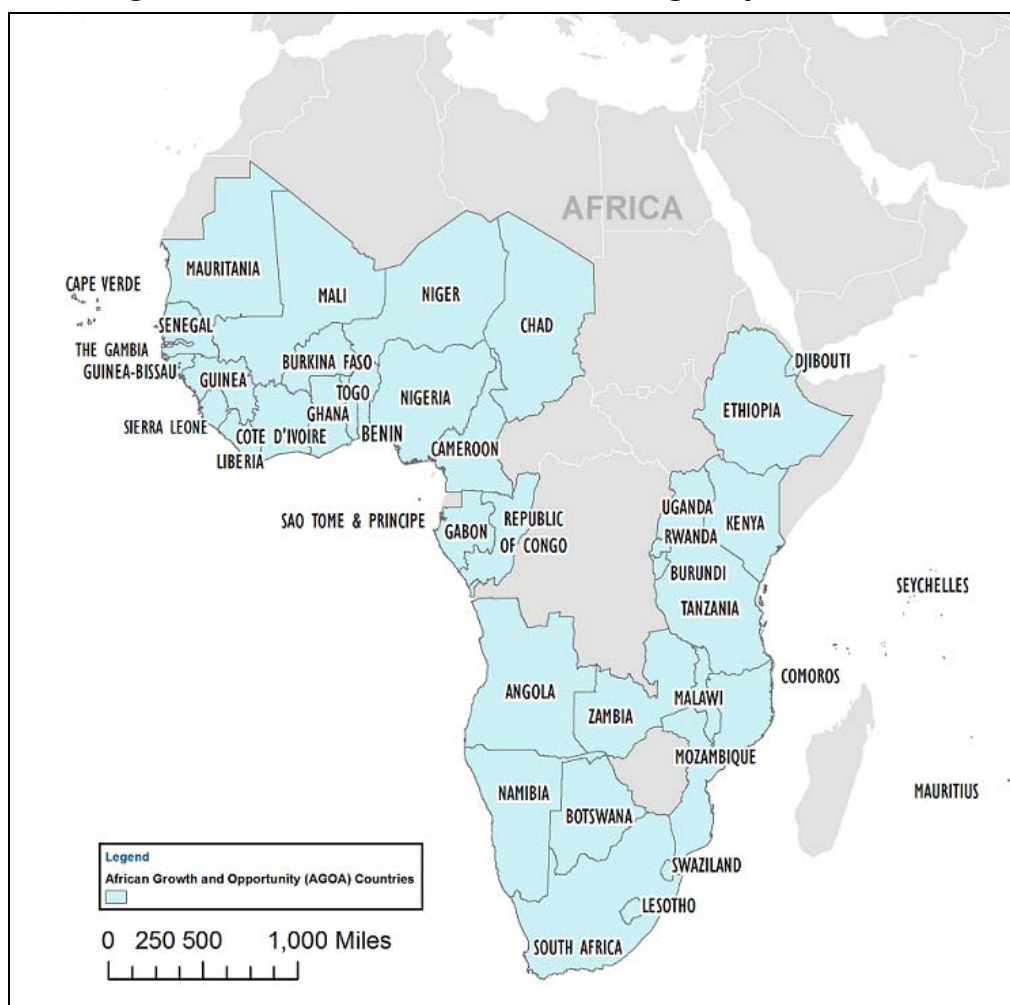 AFRICA
MAURITANIA
CAPE VERDE
MALI
NIGER
CHAD
SENEGAL
THE GAMBIA
GUINEA-BISSAU
GUINEA
BURKINA FASO
DJIBOUTI
TOGO
NIGERIA
ETHIOPIA
GHANA
SIERRA LEONE
COTE D'IVOIRE
BENIN
CAMEROON
LIBERIA
UGANDA
SAO TOME & PRINCIPE
GABON
REPUBLIC
OF CONGO
KENYA
RWANDA
BURUNDI
SEYCHELLES
TANZANIA
COMOROS
ANGOLA
MALAWI
ZAMBIA
MOZAMBIQUE
NAMIBIA
MAURITIUS
BOTSWANA
SWAZILAND
LESOTHO
SOUTH AFRICA
Legend
African Growth and Opportunity (AGOA) Countries
0 250 500 1,000 Miles